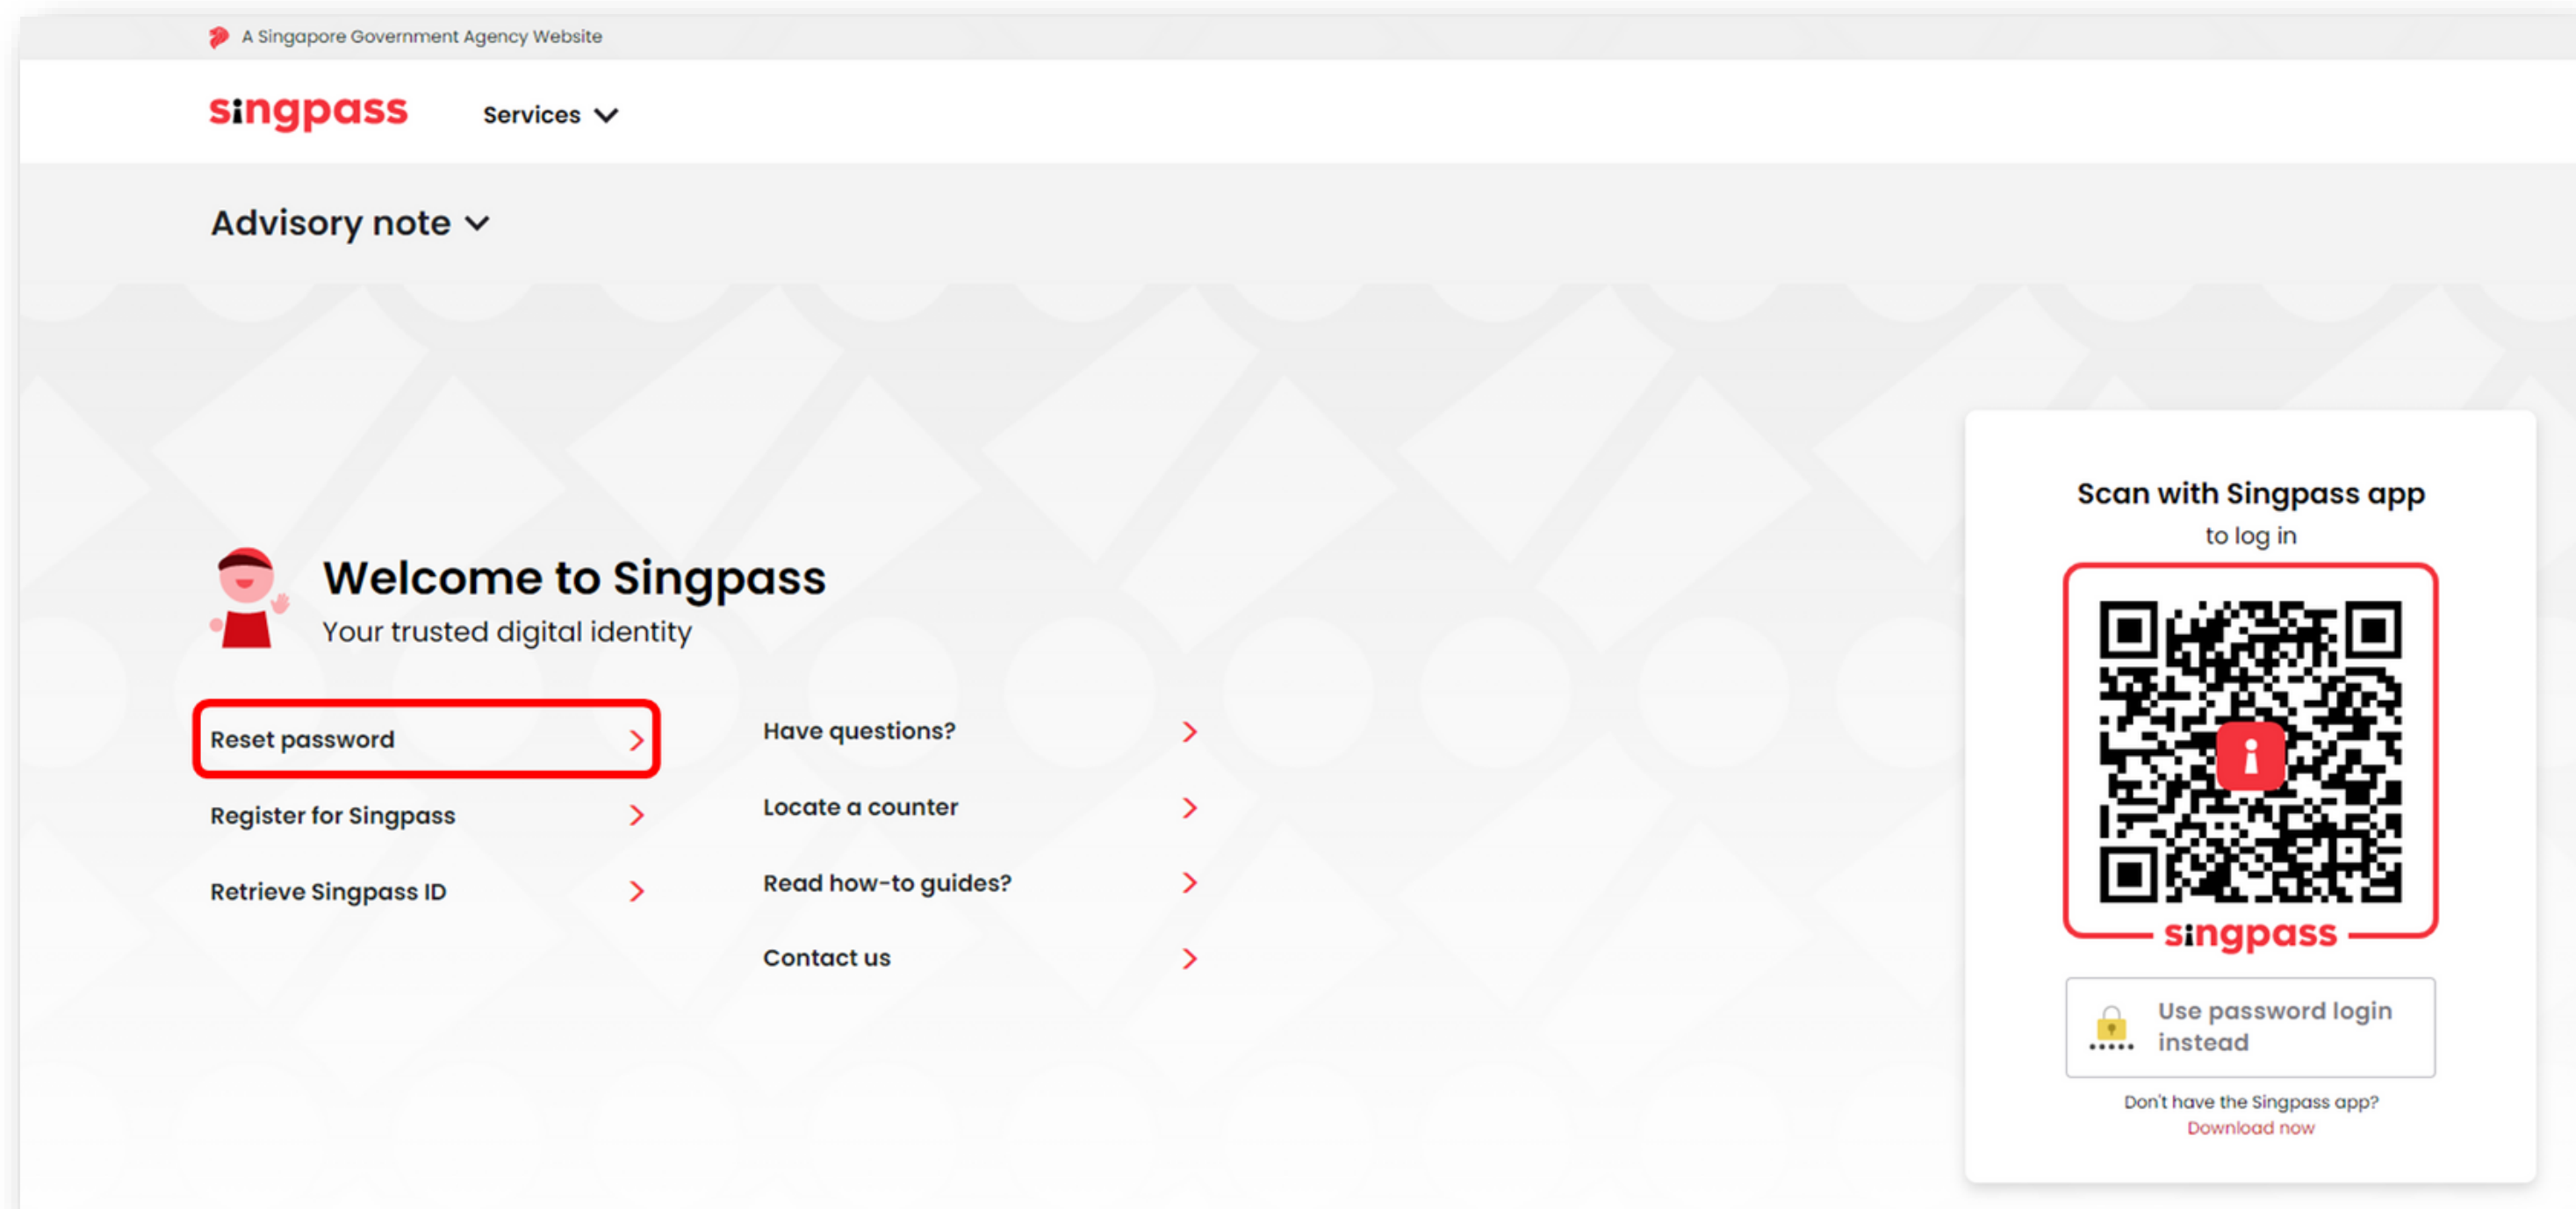 A Singapore Government Agency Website
singpass
Services
Advisory note
Welcome to Singpass
Your trusted digital identity
Reset password
Register for Singpass
Retrieve Singpass ID
Have questions?
Locate a counter
Read how-to guides?
Contact us
Scan with Singpass app
to log in
singpass
Use password login
instead
Don't have the Singpass app?
Download now